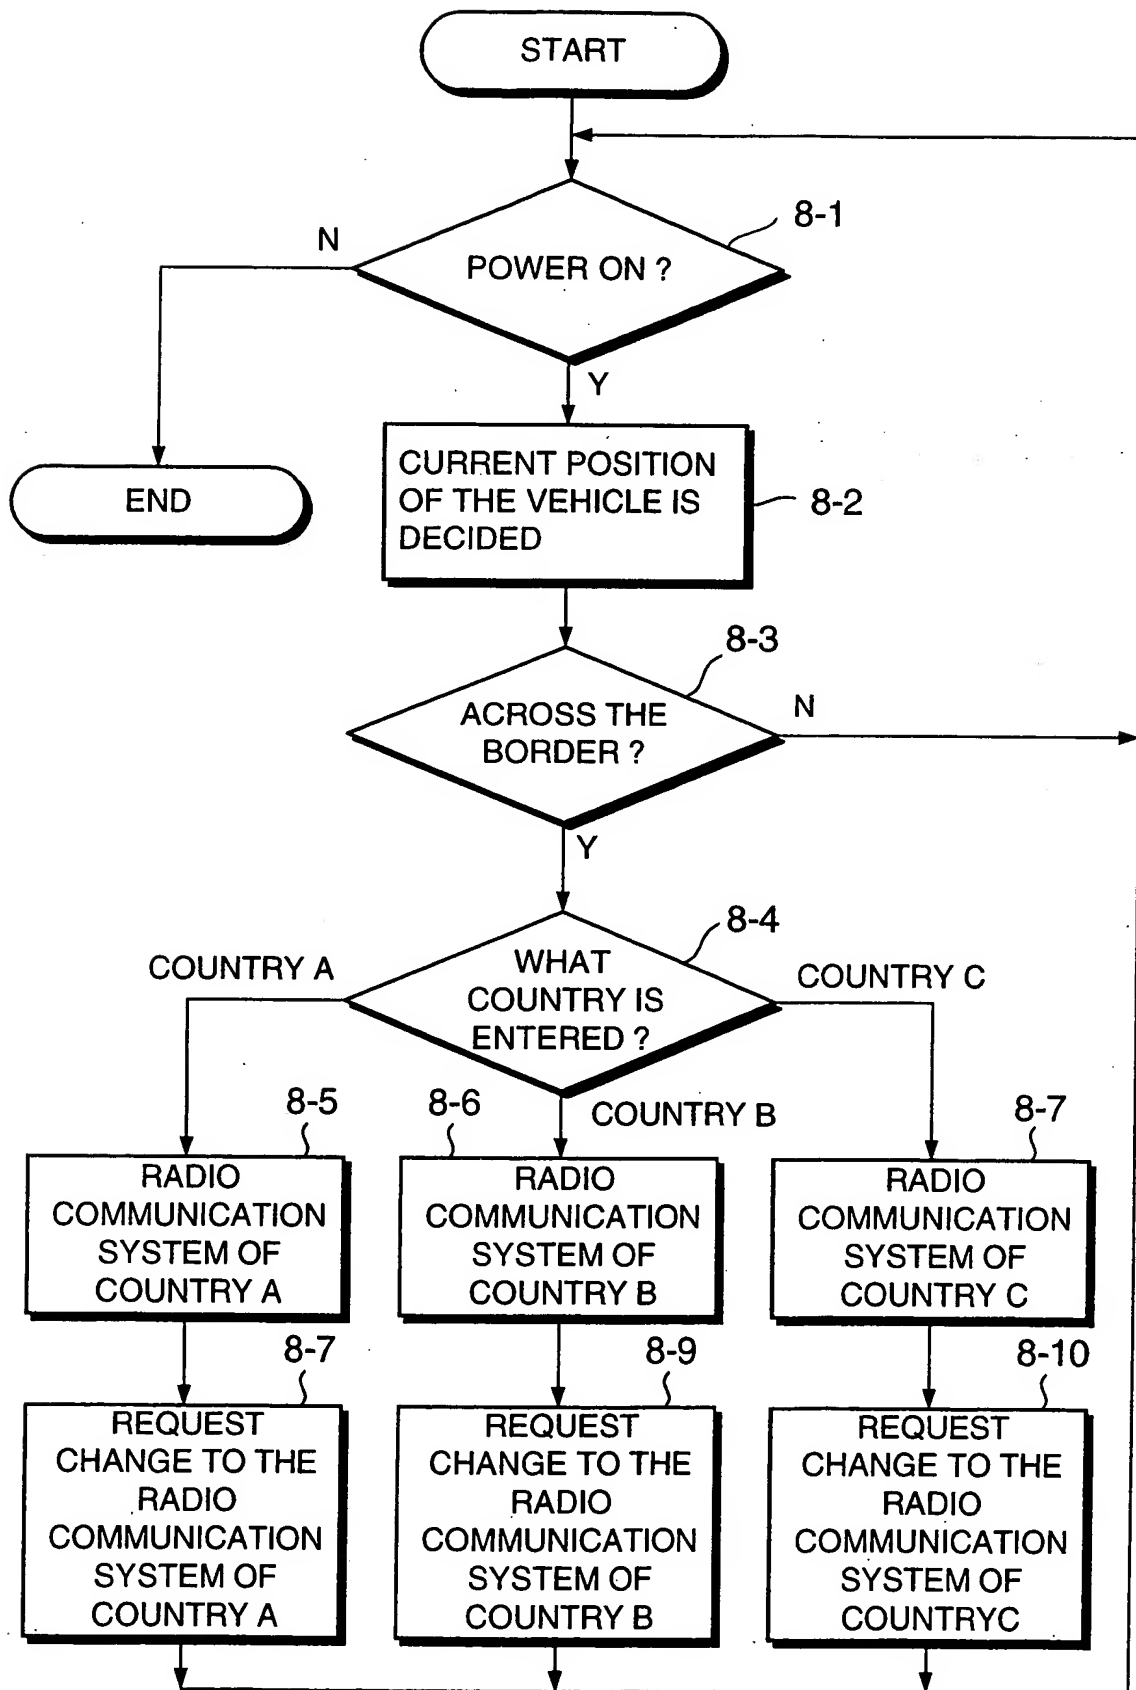 START
8-1
N
POWER ON ?
Y
CURRENT POSITION
OF THE VEHICLE IS
DECIDED
8-2
END
8-3
ACROSS THE
BORDER ?
N
Y
8-4
COUNTRY A
WHAT
COUNTRY IS
ENTERED ?
COUNTRY C
COUNTRY B
8-5
8-6
8-7
RADIO
COMMUNICATION
SYSTEM OF
COUNTRY A
RADIO
COMMUNICATION
SYSTEM OF
COUNTRY B
RADIO
COMMUNICATION
SYSTEM OF
COUNTRY C
8-7
8-9
8-10
REQUEST
CHANGE TO THE
RADIO
COMMUNICATION
SYSTEM OF
COUNTRY A
REQUEST
CHANGE TO THE
RADIO
COMMUNICATION
SYSTEM OF
COUNTRY B
REQUEST
CHANGE TO THE
RADIO
COMMUNICATION
SYSTEM OF
COUNTRYC